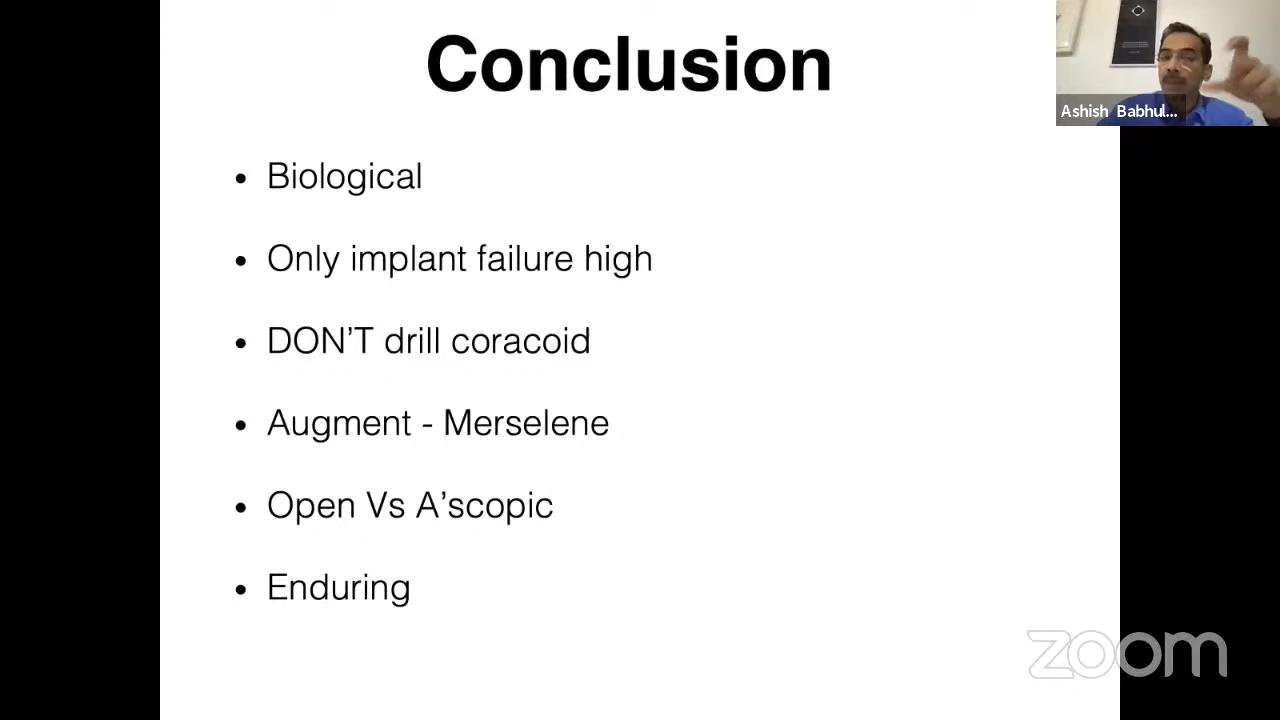 Conclusion
Ashish Babhul...
• Biological
• Only implant failure high
• DON'T drill coracoid
• Augment - Merselene
• Open Vs A'scopic
• Enduring
zoom